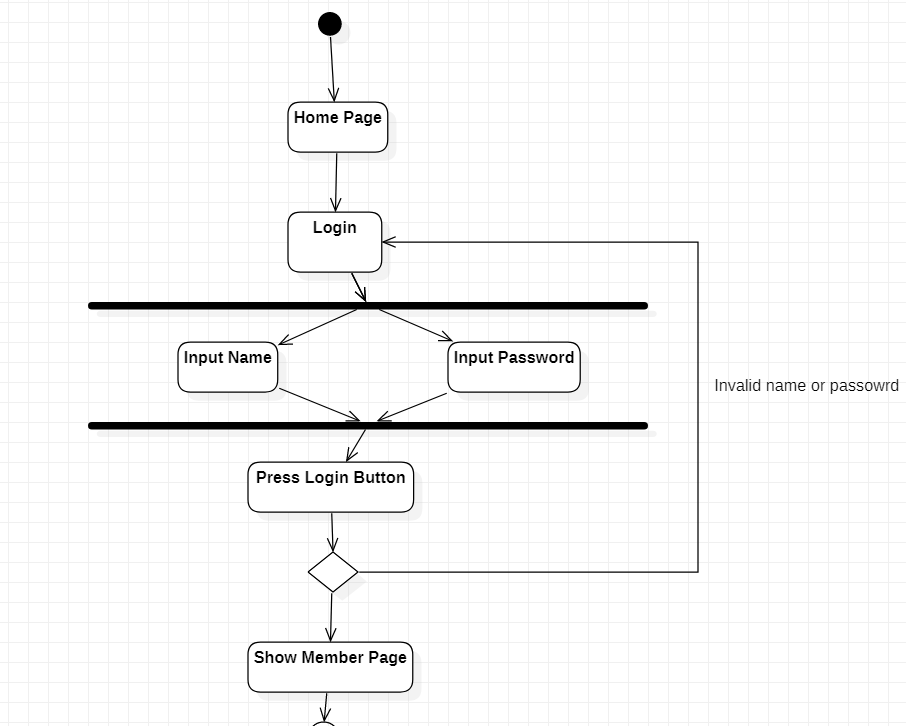 Home Page
Login
Input Name
Input Password
Invalid name or passowrd
Press Login Button
Show Member Page